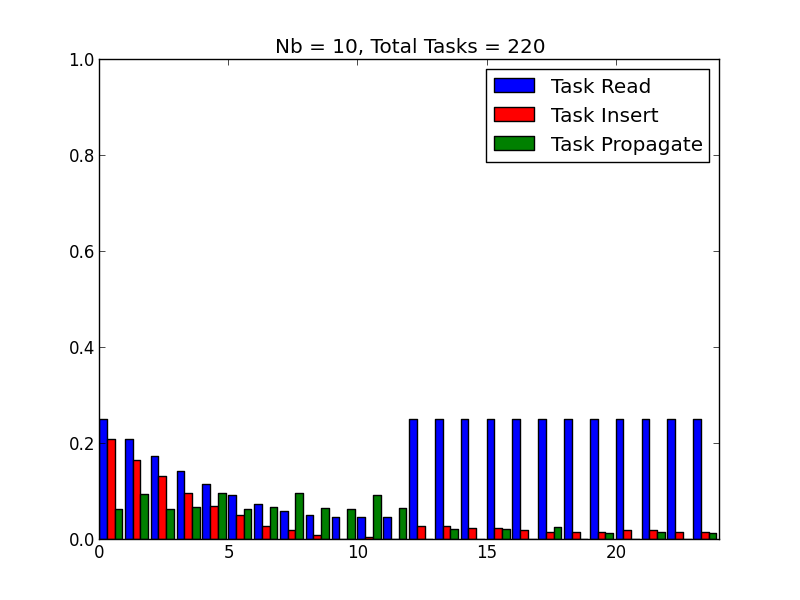 Nb = 10, Total Tasks = 220
1.0
Task Read
Task Insert
Task Propagate
0.8
0.6
0.4
0.2
0.0
0 5 10 15 20